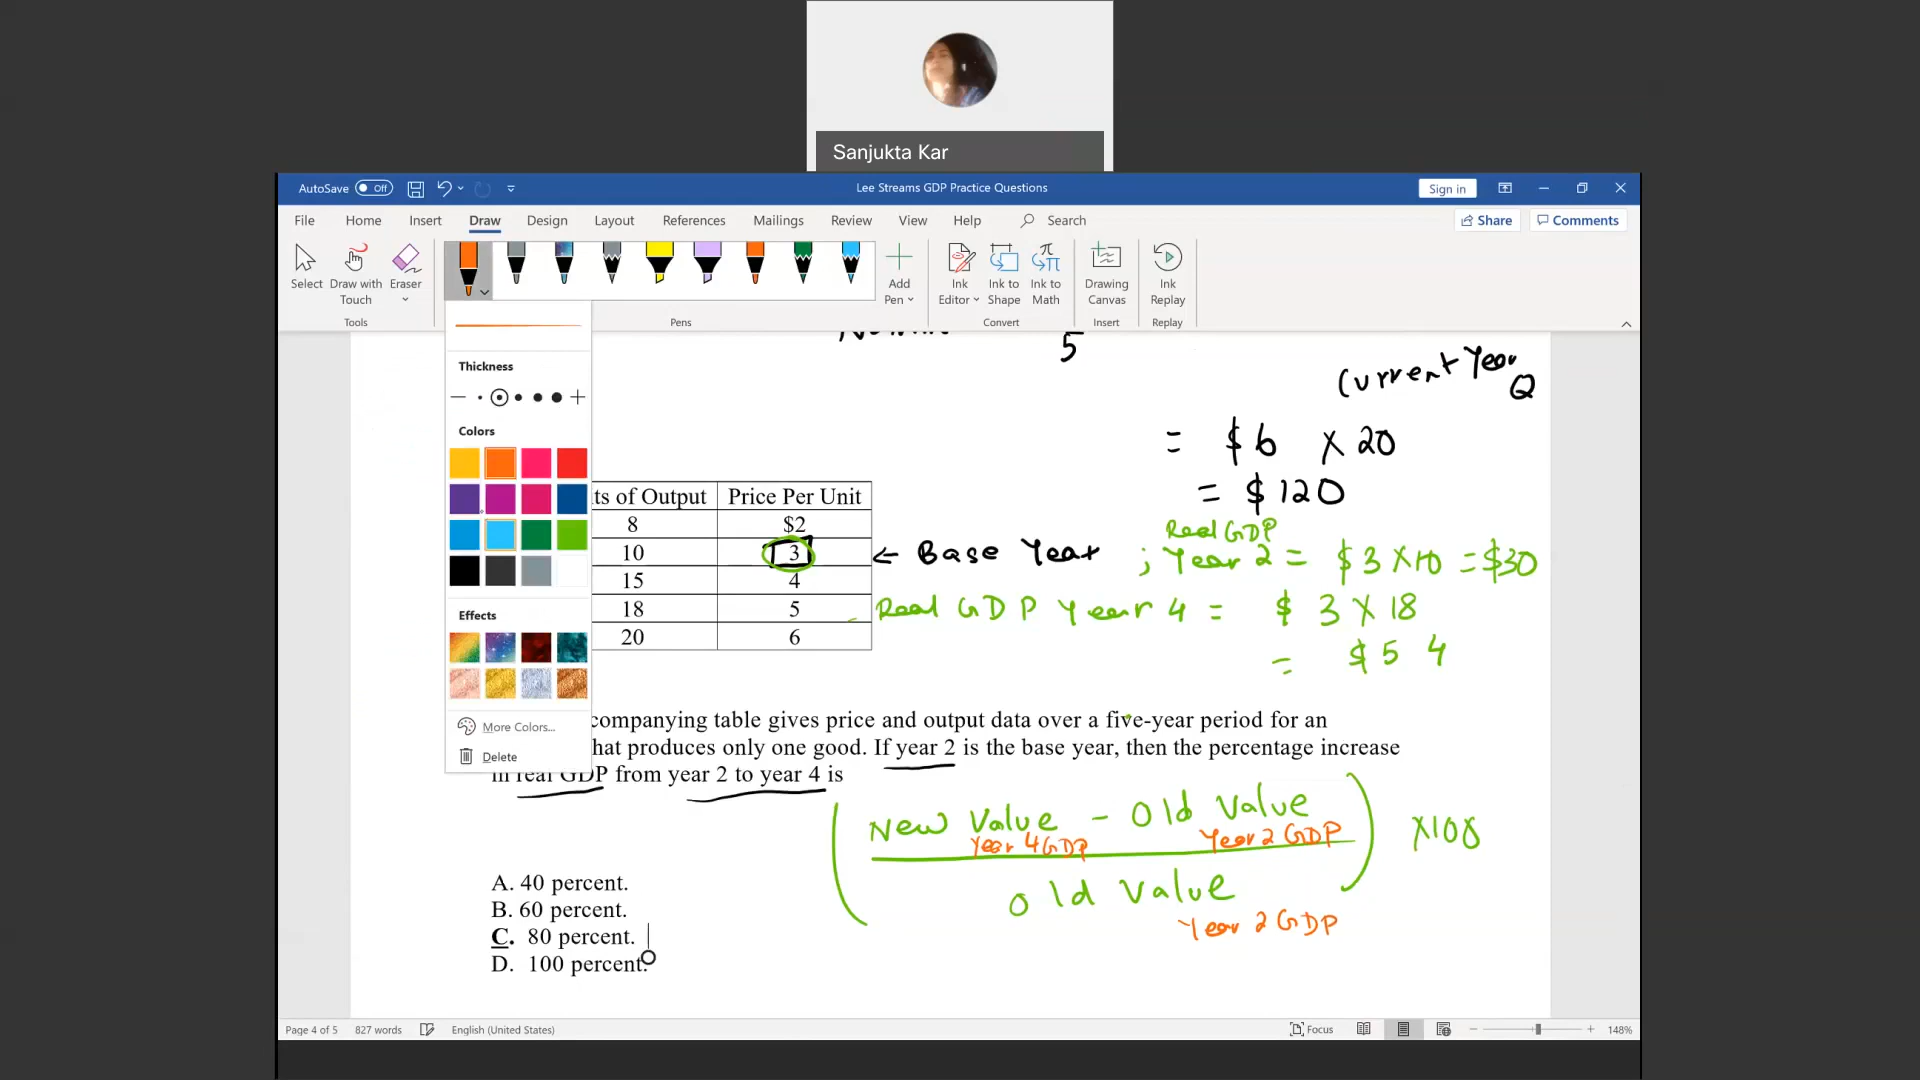 Sanjukta Kar
AutoSave Off
Lee Streams GDP Practice Questions
Sign in
File Home Insert Draw Design Layout References Mailings Review View Help Search
Share Comments
Select
Draw with Touch
Eraser
Tools
Pens
Add Pen
Ink Editor
Ink to Shape
Ink to Math
Convert
Drawing Canvas
Insert
Ink Replay
Replay
Thickness
Colors
Effects
More Colors...
Delete
5
Current Year
Q
= $6 X 20
= $120
ts of Output Price Per Unit
8 $2
10 3
15 4
18 5
20 6
Real GDP
← Base Year ; Year 2 = $3 X 10 = $30
Real GDP Year 4 = $ 3 X 18
= $54
companying table gives price and output data over a five-year period for an
hat produces only one good. If year 2 is the base year, then the percentage increase
in real GDP from year 2 to year 4 is
New Value - Old Value
Year 4 GDP Year 2 GDP
X100
Old Value
Year 2 GDP
A. 40 percent.
B. 60 percent.
C. 80 percent.
D. 100 percent.
Page 4 of 5 827 words English (United States) Focus 148%